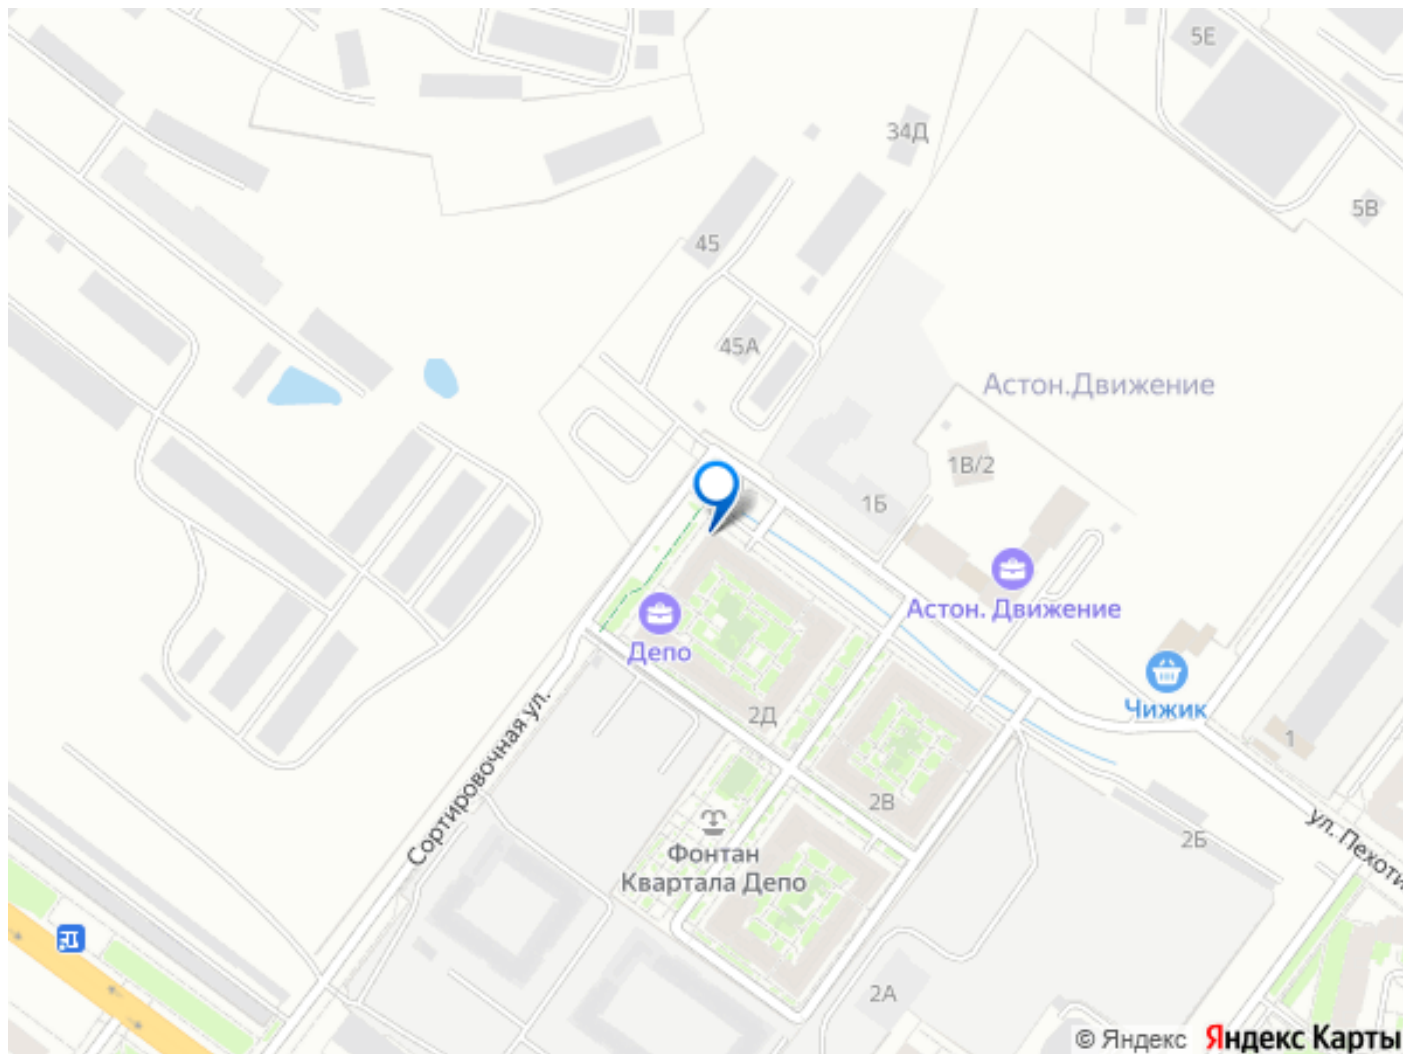 5Е
34Д
5В
45
45А
Астон.Движение
1В/2
1Б
Астон. Движение
Депо
Чижик
2Д
1
Сортировочная ул.
2В
ул. Пехоти
2Б
Фонтан
Квартала Депо
2А
© Яндекс Яндекс Карты